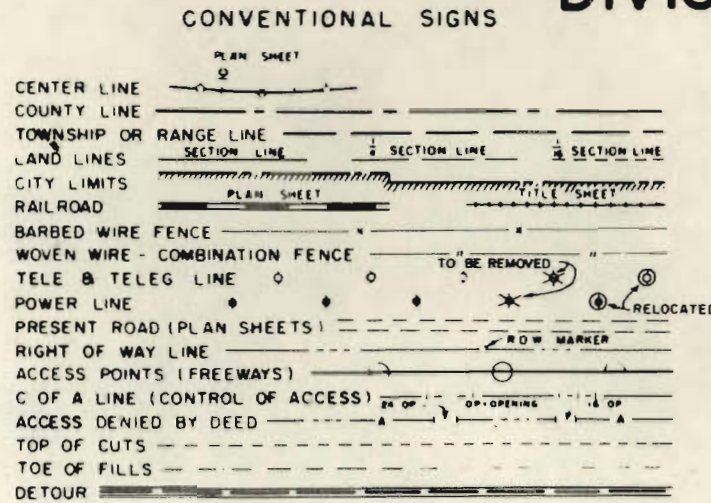 CONVENTIONAL SIGNS
PLAN SHEET
CENTER LINE
COUNTY LINE
TOWNSHIP OR RANGE LINE
LAND LINES SECTION LINE 1/4 SECTION LINE 1/16 SECTION LINE
CITY LIMITS
RAILROAD PLAN SHEET TITLE SHEET
BARBED WIRE FENCE
WOVEN WIRE - COMBINATION FENCE
TELE & TELEG LINE TO BE REMOVED
POWER LINE RELOCATED
PRESENT ROAD (PLAN SHEETS)
RIGHT OF WAY LINE R.O.W MARKER
ACCESS POINTS (FREEWAYS)
C OF A LINE (CONTROL OF ACCESS) 24 OP OP=OPENING 16 OP
ACCESS DENIED BY DEED A A
TOP OF CUTS
TOE OF FILLS
DETOUR